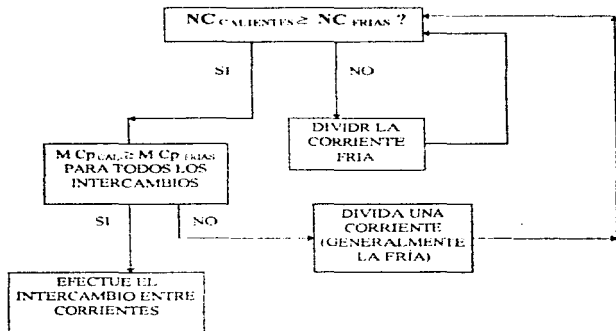 NC CALIENTES ≥ NC FRIAS ?
SI
NO
DIVIDR LA
CORRIENTE
FRIA
M CP CAL. ≥ M CP FRIAS
PARA TODOS LOS
INTERCAMBIOS
SI
NO
DIVIDA UNA
CORRIENTE
(GENERALMENTE
LA FRÍA)
EFECTUE EL
INTERCAMBIO ENTRE
CORRIENTES